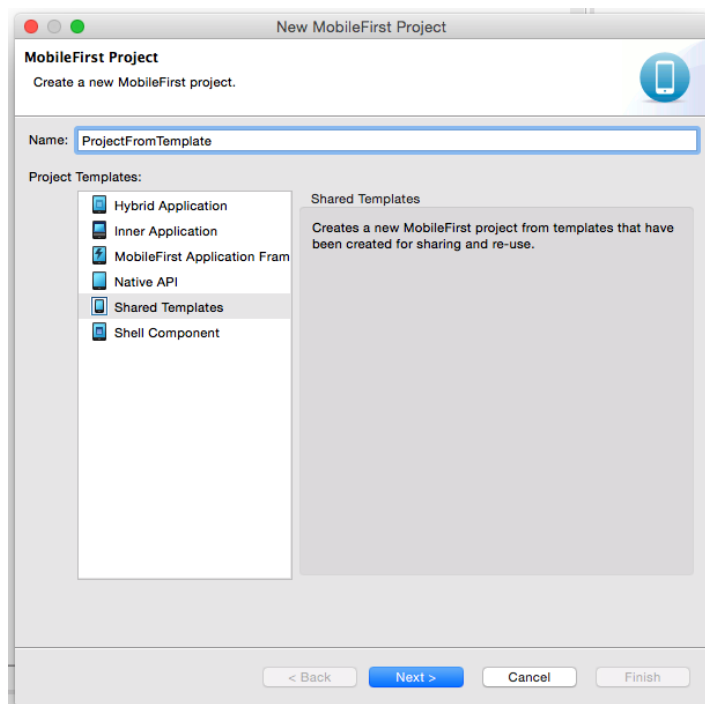 New MobileFirst Project
MobileFirst Project
Create a new MobileFirst project.
Name: ProjectFromTemplate
Project Templates:
Hybrid Application
Inner Application
MobileFirst Application Fram
Native API
Shared Templates
Shell Component
Shared Templates
Creates a new MobileFirst project from templates that have
been created for sharing and re-use.
< Back Next > Cancel Finish